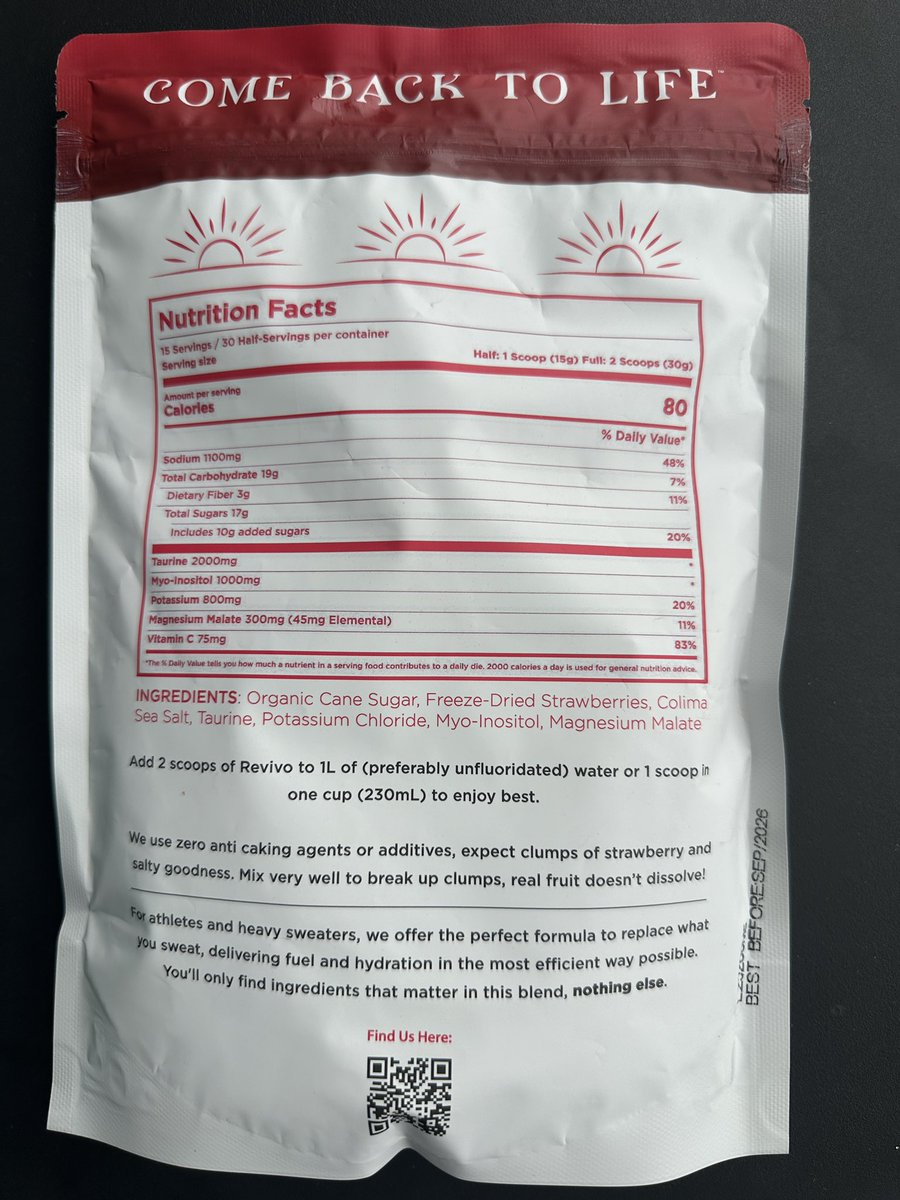 COME BACK TO LIFE™
Nutrition Facts
15 Servings / 30 Half-Servings per container
Serving size Half: 1 Scoop (15g) Full: 2 Scoops (30g)
Amount per serving
Calories 80
% Daily Value*
Sodium 1100mg 48%
Total Carbohydrate 19g 7%
Dietary Fiber 3g 11%
Total Sugars 17g
Includes 10g added sugars 20%
Taurine 2000mg *
Myo-Inositol 1000mg *
Potassium 800mg 20%
Magnesium Malate 300mg (45mg Elemental) 11%
Vitamin C 75mg 83%
*The % Daily Value tells you how much a nutrient in a serving food contributes to a daily die. 2000 calories a day is used for general nutrition advice.
INGREDIENTS: Organic Cane Sugar, Freeze-Dried Strawberries, Colima
Sea Salt, Taurine, Potassium Chloride, Myo-Inositol, Magnesium Malate
Add 2 scoops of Revivo to 1L of (preferably unfluoridated) water or 1 scoop in
one cup (230mL) to enjoy best.
We use zero anti caking agents or additives, expect clumps of strawberry and
salty goodness. Mix very well to break up clumps, real fruit doesn't dissolve!
For athletes and heavy sweaters, we offer the perfect formula to replace what
you sweat, delivering fuel and hydration in the most efficient way possible.
You'll only find ingredients that matter in this blend, nothing else.
Find Us Here:
BEST BEFORE:SEP/2026